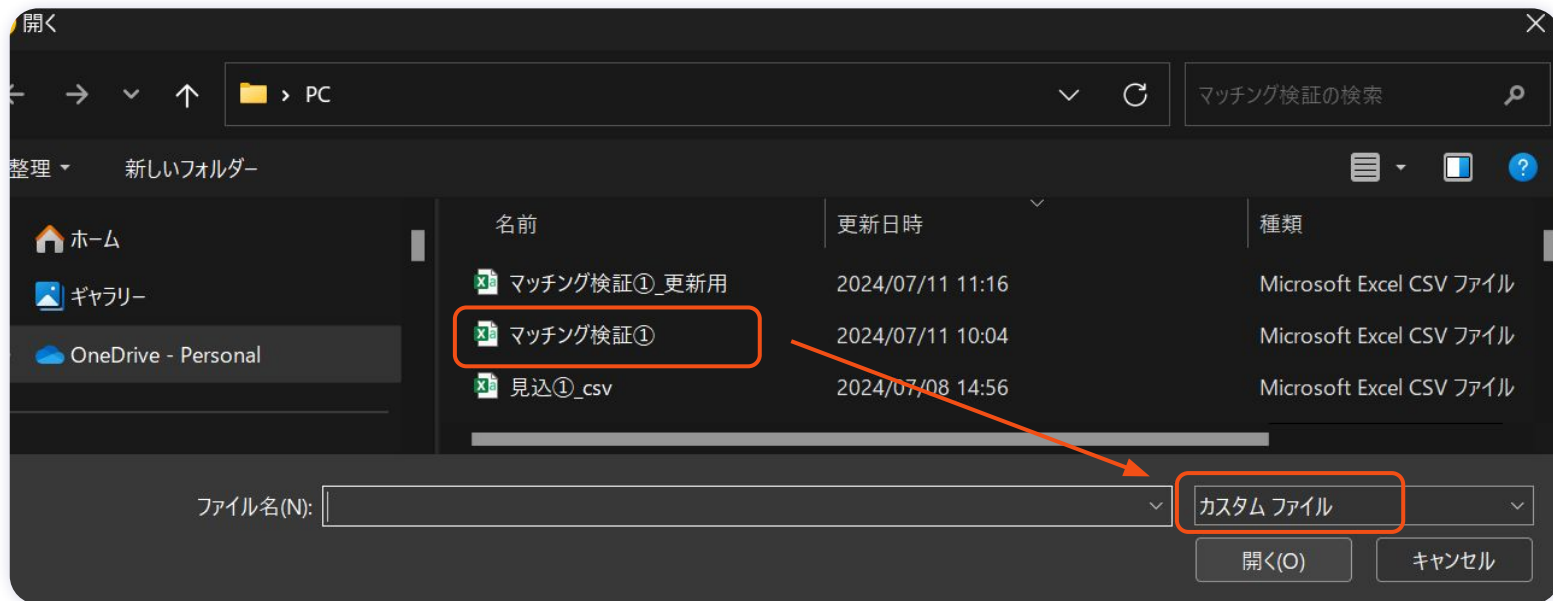 開く
PC
マッチング検証の検索
整理 新しいフォルダー
ホーム
ギャラリー
OneDrive - Personal
名前 更新日時 種類
マッチング検証①_更新用 2024/07/11 11:16 Microsoft Excel CSV ファイル
マッチング検証① 2024/07/11 10:04 Microsoft Excel CSV ファイル
見込①_csv 2024/07/08 14:56 Microsoft Excel CSV ファイル
ファイル名(N): カスタム ファイル
開く(O) キャンセル